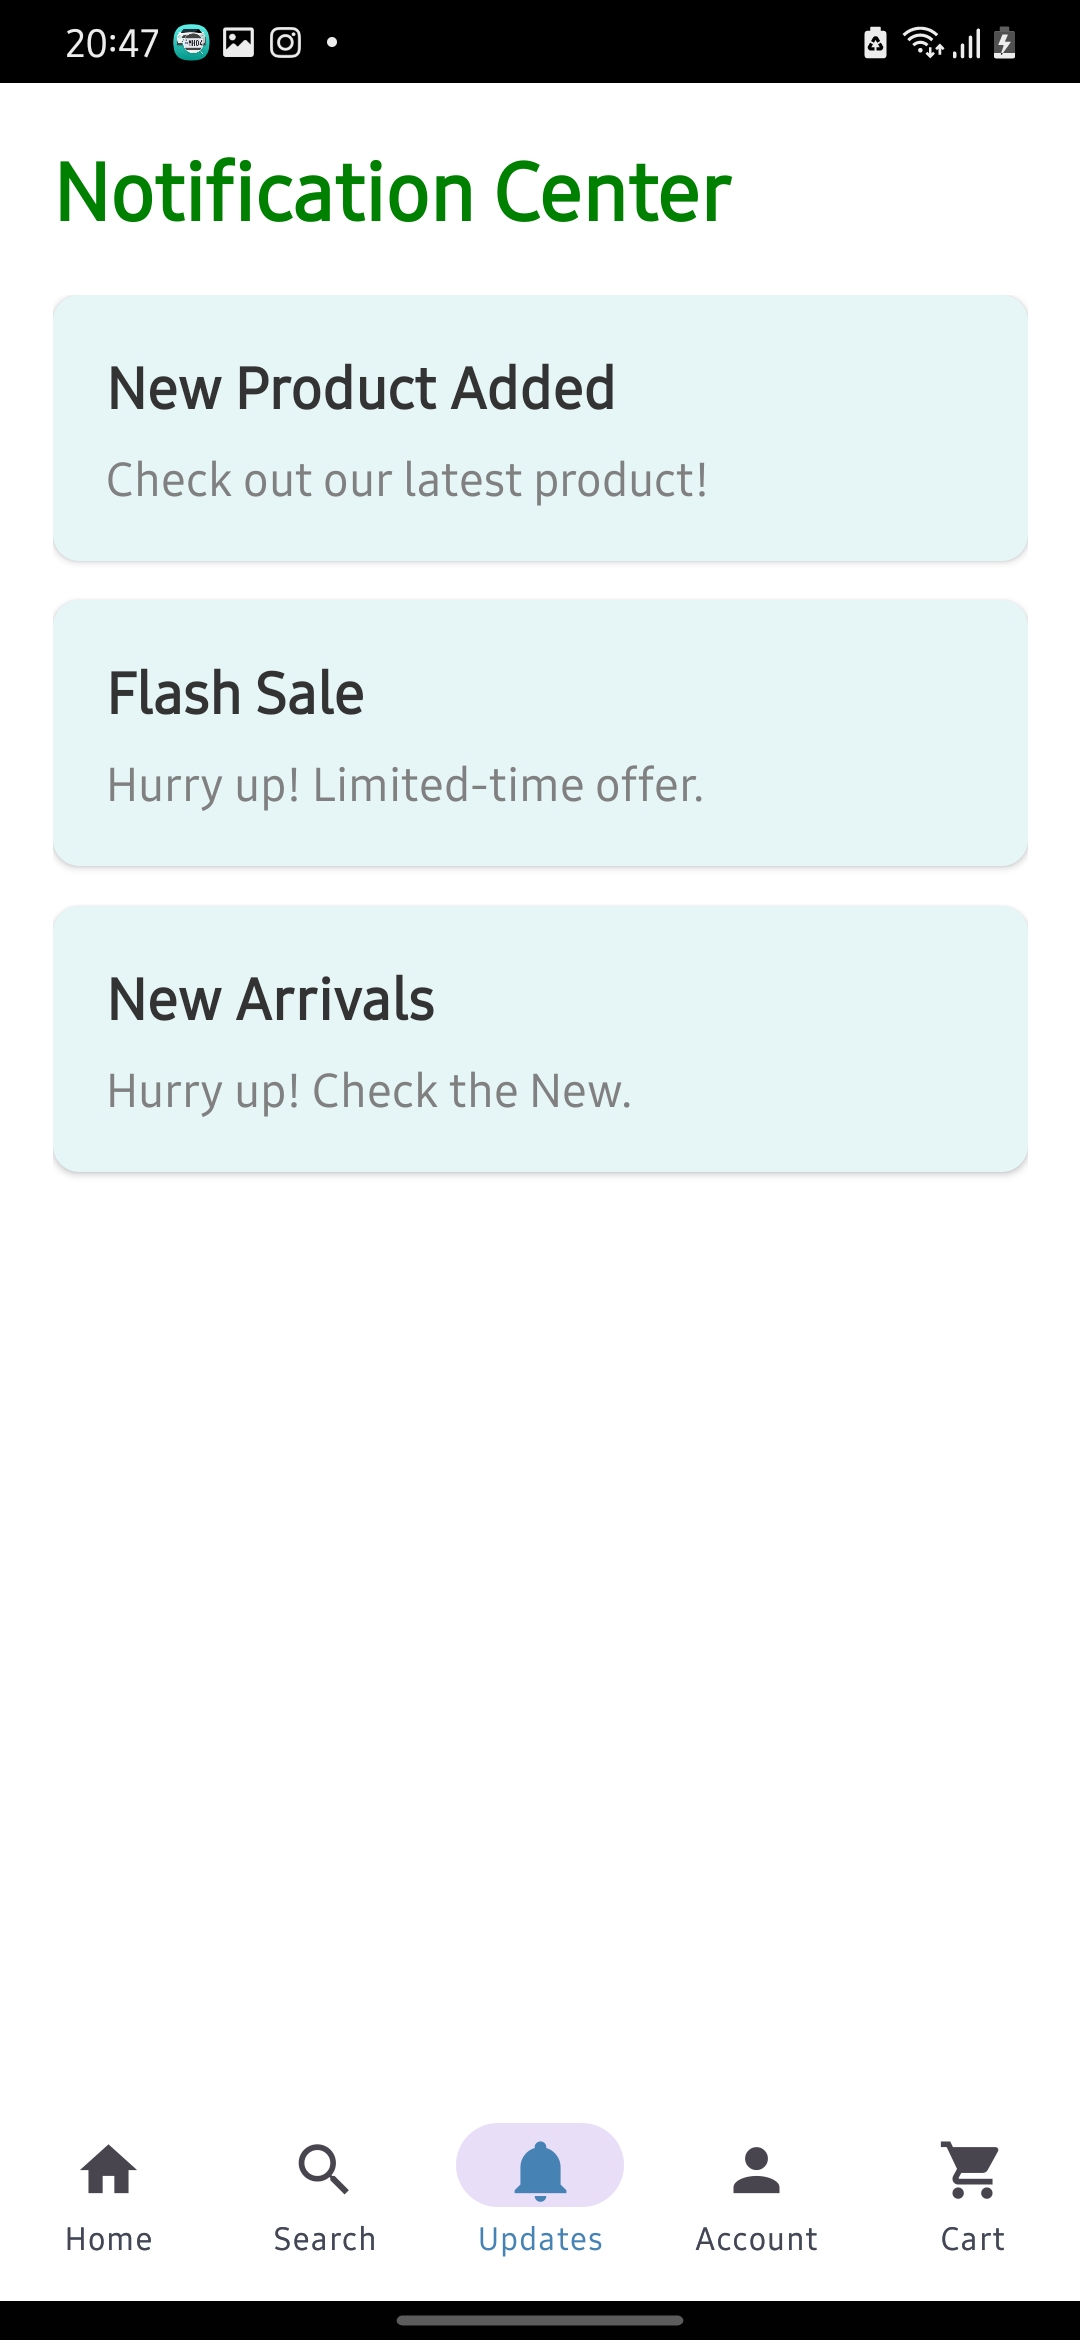 20:47
Notification Center
New Product Added
Check out our latest product!
Flash Sale
Hurry up! Limited-time offer.
New Arrivals
Hurry up! Check the New.
Home
Search
Updates
Account
Cart